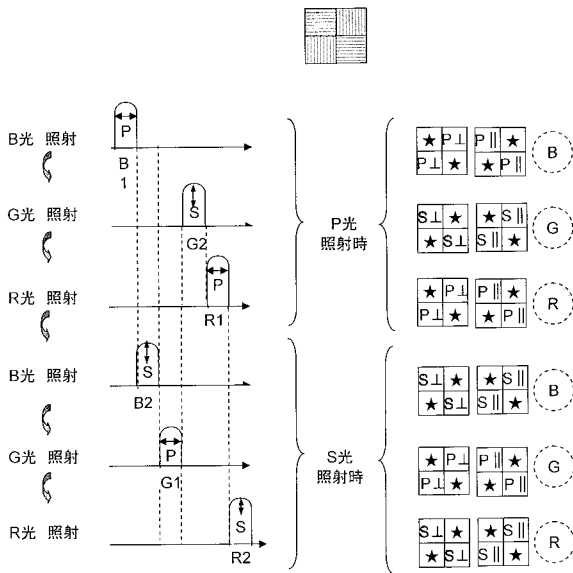 B光 照射
P
B
1
★ P⊥ P∥ ★
P⊥ ★ ★ P∥
B
G光 照射
S
G2
S⊥ ★ ★ S∥
★ S⊥ S∥ ★
G
P光
照射時
R光 照射
P
R1
★ P⊥ P∥ ★
P⊥ ★ ★ P∥
R
B光 照射
S
B2
S⊥ ★ ★ S∥
★ S⊥ S∥ ★
B
G光 照射
P
G1
★ P⊥ P∥ ★
P⊥ ★ ★ P∥
G
S光
照射時
R光 照射
S
R2
S⊥ ★ ★ S∥
★ S⊥ S∥ ★
R